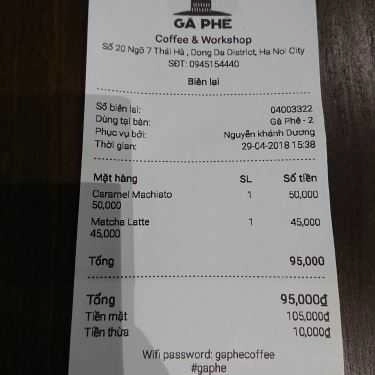 GÀ PHÊ
Coffee & Workshop
Số 20 Ngõ 7 Thái Hà , Dong Da District, Ha Noi City
SĐT: 0945154440
Biên lai
Số biên lai: 04003322
Dùng tại bàn: Gà Phê - 2
Phục vụ bởi: Nguyễn khánh Dương
Thời gian: 29-04-2018 15:38
Mặt hàng SL Số tiền
Caramel Machiato 1 50,000
50,000
Matcha Latte 1 45,000
45,000
Tổng 95,000
Tổng 95,000đ
Tiền mặt 105,000đ
Tiền thừa 10,000đ
Wifi password: gaphecoffee
#gaphe